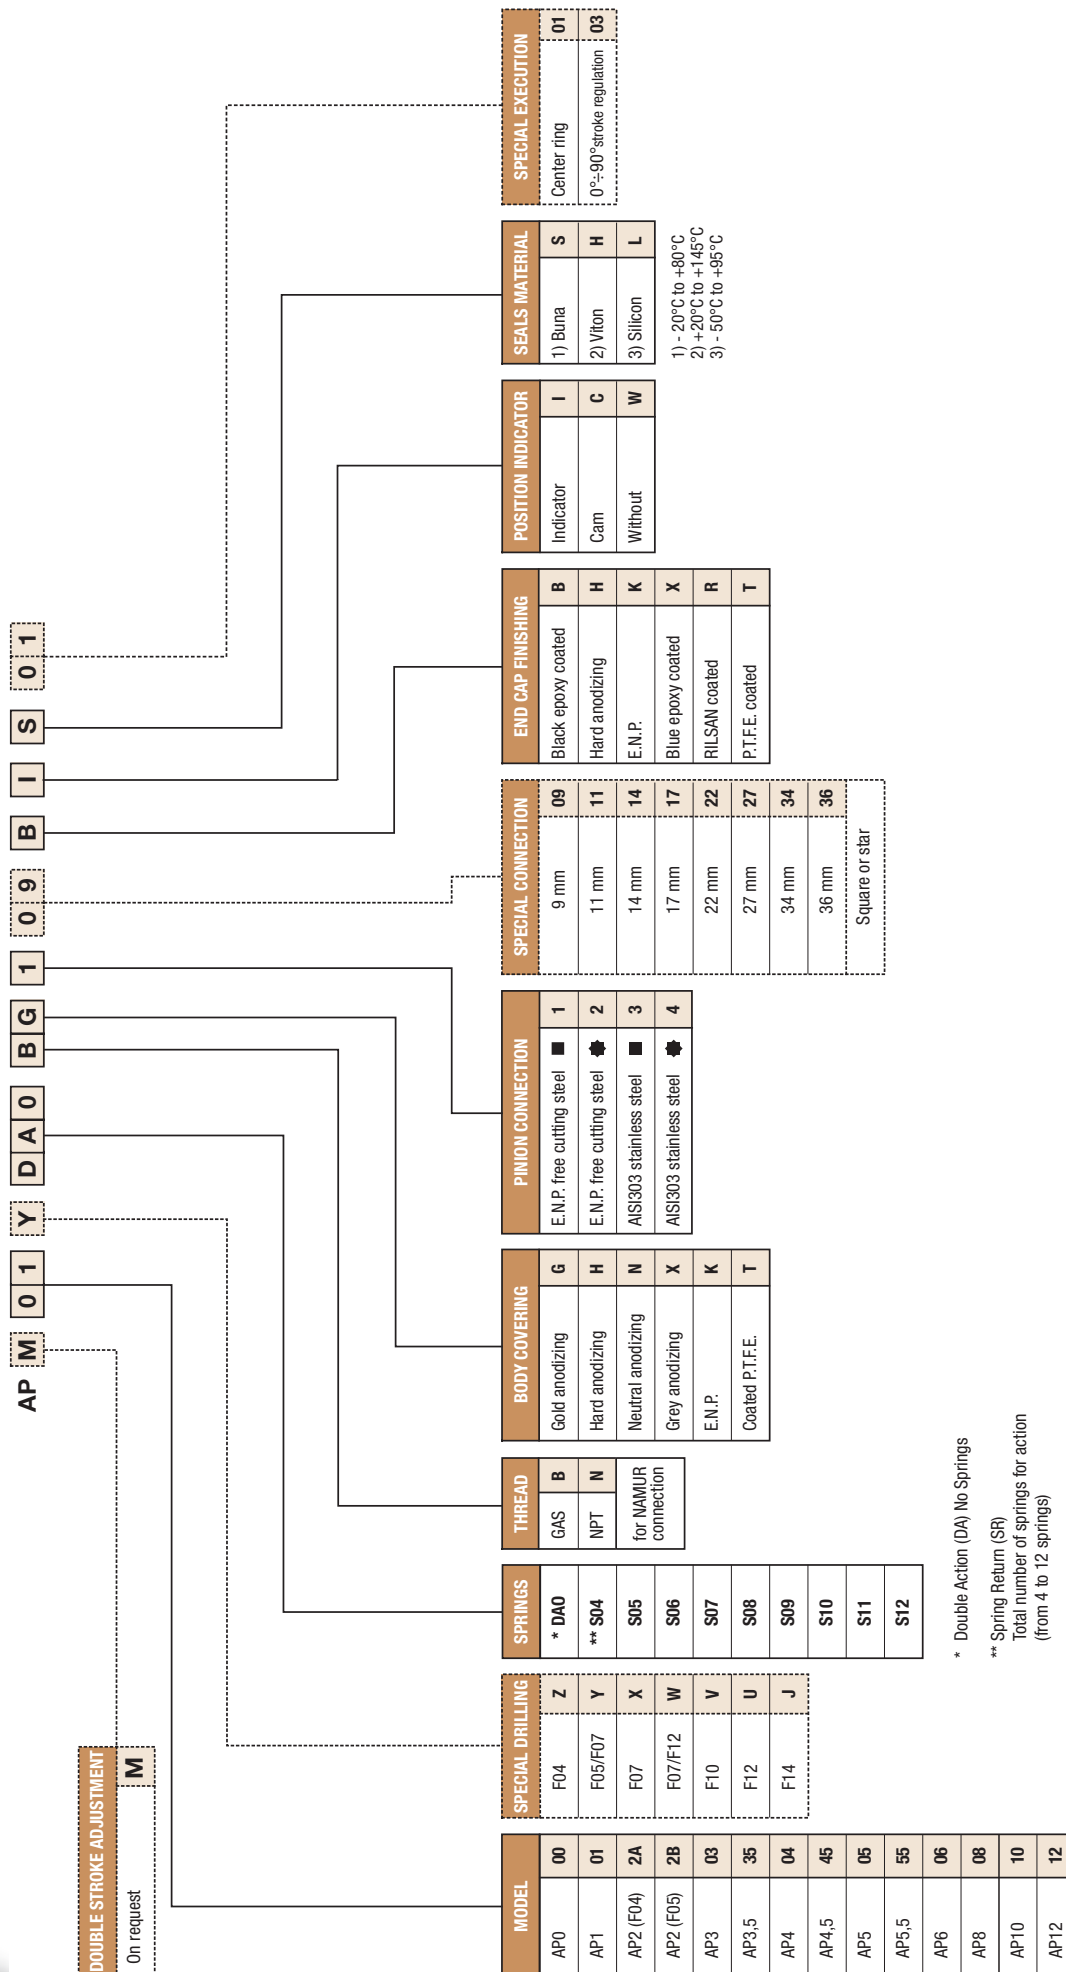 AP M 0 1 Y D A 0 B G 1 0 9 B I S 0 1
DOUBLE STROKE ADJUSTMENT
On request M
MODEL
AP0 00
AP1 01
AP2 (F04) 2A
AP2 (F05) 2B
AP3 03
AP3,5 35
AP4 04
AP4,5 45
AP5 05
AP5,5 55
AP6 06
AP8 08
AP10 10
AP12 12
SPECIAL DRILLING
F04 Z
F05/F07 Y
F07 X
F07/F12 W
F10 V
F12 U
F14 J
SPRINGS
* DA0
** S04
S05
S06
S07
S08
S09
S10
S11
S12
* Double Action (DA) No Springs
** Spring Return (SR)
Total number of springs for action
(from 4 to 12 springs)
THREAD
GAS B
NPT N
for NAMUR
connection
BODY COVERING
Gold anodizing G
Hard anodizing H
Neutral anodizing N
Grey anodizing X
E.N.P. K
Coated P.T.F.E. T
PINION CONNECTION
E.N.P. free cutting steel 1
E.N.P. free cutting steel 2
AISI303 stainless steel 3
AISI303 stainless steel 4
SPECIAL CONNECTION
9 mm 09
11 mm 11
14 mm 14
17 mm 17
22 mm 22
27 mm 27
34 mm 34
36 mm 36
Square or star
END CAP FINISHING
Black epoxy coated B
Hard anodizing H
E.N.P. K
Blue epoxy coated X
RILSAN coated R
P.T.F.E. coated T
POSITION INDICATOR
Indicator I
Cam C
Without W
SEALS MATERIAL
1) Buna S
2) Viton H
3) Silicon L
1) - 20°C to +80°C
2) +20°C to +145°C
3) - 50°C to +95°C
SPECIAL EXECUTION
Center ring 01
0°÷90°stroke regulation 03